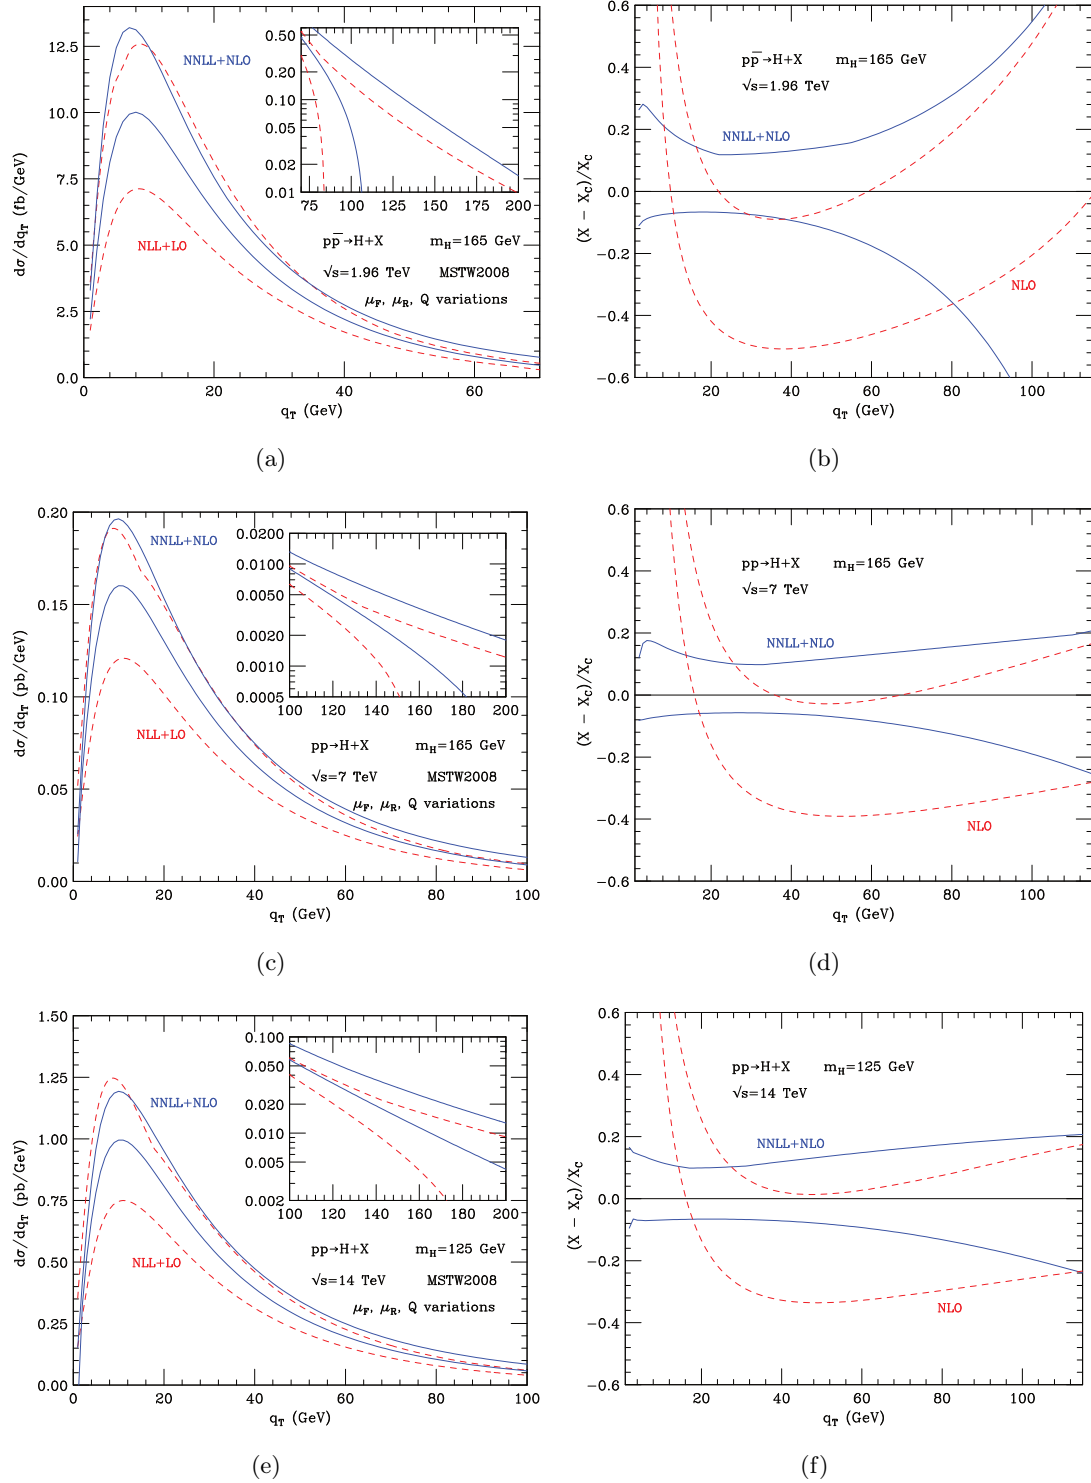 12.5
10.0
7.5
5.0
2.5
0.0
dσ/dq_T (fb/GeV)
NNLL+NLO
NLL+LO
0.50
0.20
0.10
0.05
0.02
0.01
75 100 125 150 175 200
pp̅→H+X m_H=165 GeV
√s=1.96 TeV MSTW2008
μ_F, μ_R, Q variations
0 20 40 60
q_T (GeV)
(a)
0.6
0.4
0.2
0.0
−0.2
−0.4
−0.6
(X − X_C)/X_C
pp̅→H+X m_H=165 GeV
√s=1.96 TeV
NNLL+NLO
NLO
20 40 60 80 100
q_T (GeV)
(b)
0.20
0.15
0.10
0.05
0.00
dσ/dq_T (pb/GeV)
NNLL+NLO
NLL+LO
0.0200
0.0100
0.0050
0.0020
0.0010
0.0005
100 120 140 160 180 200
pp→H+X m_H=165 GeV
√s=7 TeV MSTW2008
μ_F, μ_R, Q variations
0 20 40 60 80 100
q_T (GeV)
(c)
0.6
0.4
0.2
0.0
−0.2
−0.4
−0.6
(X − X_C)/X_C
pp→H+X m_H=165 GeV
√s=7 TeV
NNLL+NLO
NLO
20 40 60 80 100
q_T (GeV)
(d)
1.50
1.25
1.00
0.75
0.50
0.25
0.00
dσ/dq_T (pb/GeV)
NNLL+NLO
NLL+LO
0.100
0.050
0.020
0.010
0.005
0.002
100 120 140 160 180 200
pp→H+X m_H=125 GeV
√s=14 TeV MSTW2008
μ_F, μ_R, Q variations
0 20 40 60 80 100
q_T (GeV)
(e)
0.6
0.4
0.2
0.0
−0.2
−0.4
−0.6
(X − X_C)/X_C
pp→H+X m_H=125 GeV
√s=14 TeV
NNLL+NLO
NLO
20 40 60 80 100
q_T (GeV)
(f)